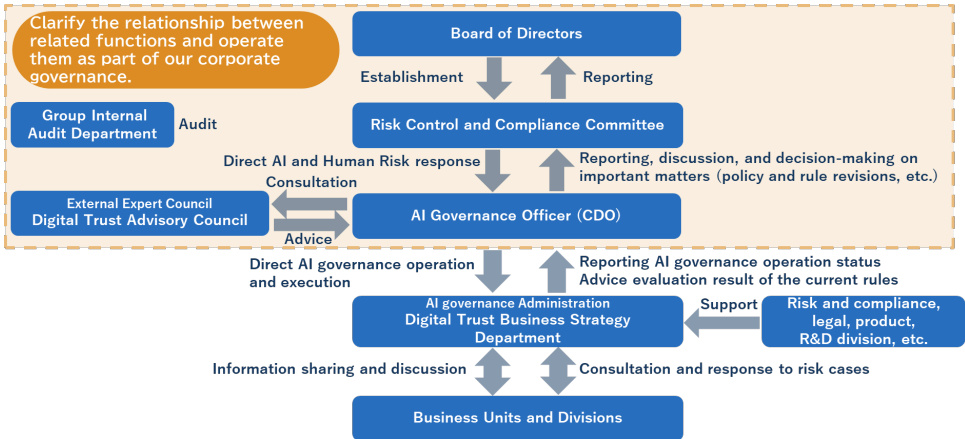 Clarify the relationship between
related functions and operate
them as part of our corporate
governance.
Board of Directors
Establishment
Reporting
Group Internal
Audit Department
Audit
Risk Control and Compliance Committee
Direct AI and Human Risk response
Reporting, discussion, and decision-making on
important matters (policy and rule revisions, etc.)
Consultation
External Expert Council
Digital Trust Advisory Council
AI Governance Officer (CDO)
Advice
Direct AI governance operation
and execution
Reporting AI governance operation status
Advice evaluation result of the current rules
AI governance Administration
Digital Trust Business Strategy
Department
Support
Risk and compliance,
legal, product,
R&D division, etc.
Information sharing and discussion
Consultation and response to risk cases
Business Units and Divisions